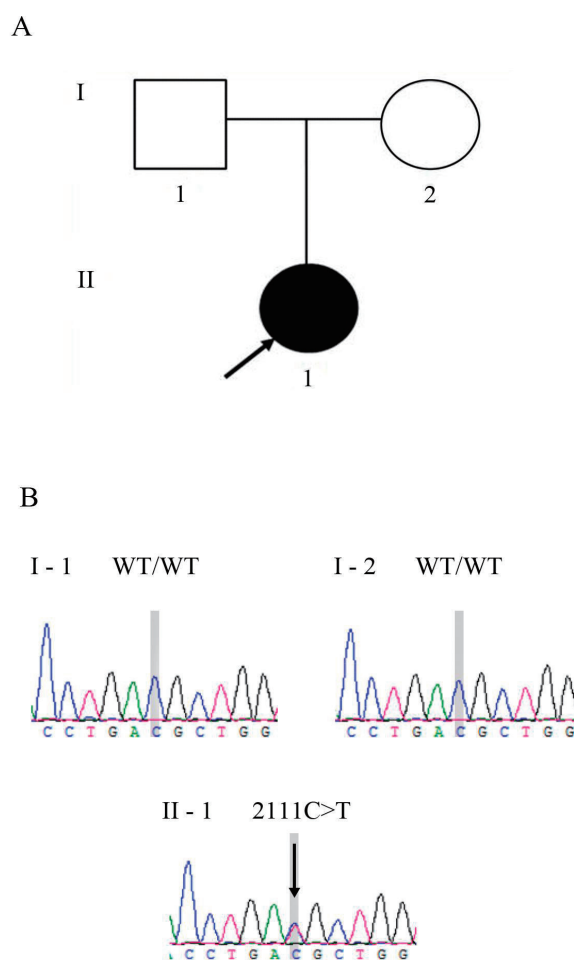 A
I
1
2
II
1
B
I - 1 WT/WT
I - 2 WT/WT
C C T G A C G C T G G
C C T G A C G C T G G
II - 1 2111C>T
A C C T G A C G C T G G